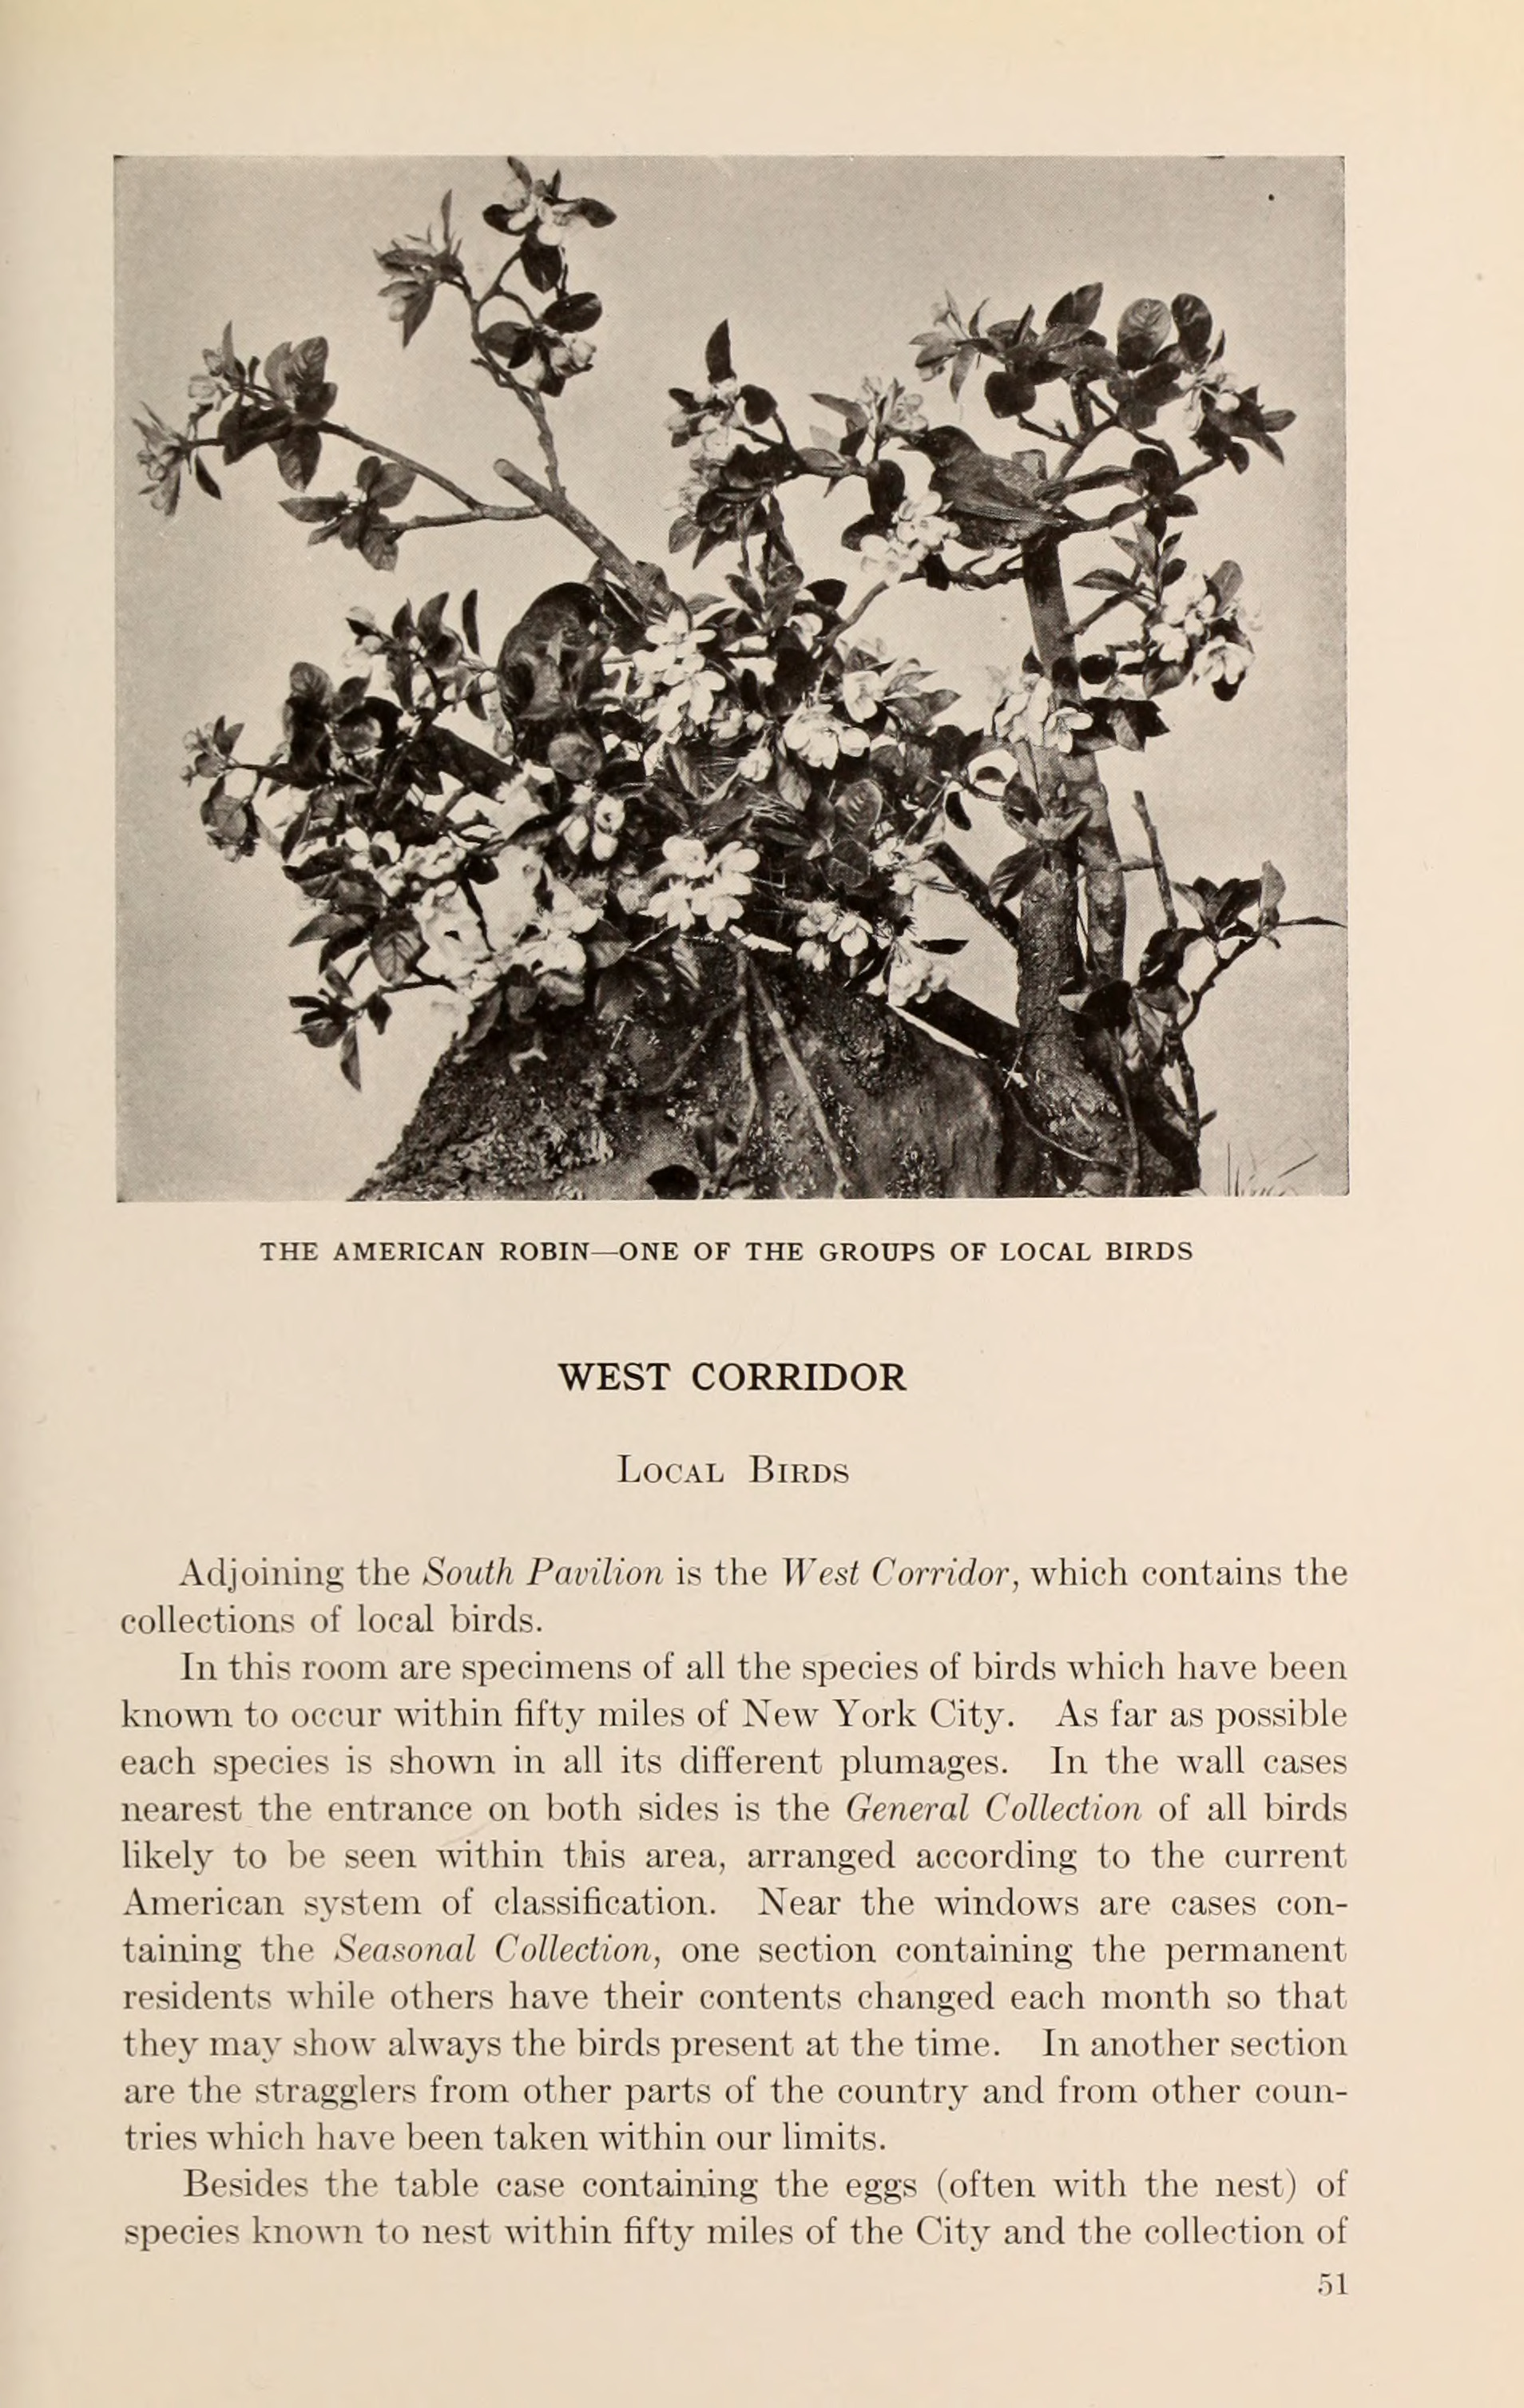 THE AMERICAN ROBIN—ONE OF THE GROUPS OF LOCAL BIRDS
WEST CORRIDOR
Local Birds
Adjoining the South Pavilion is the West Corridor, which contains the
collections of local birds.
In this room are specimens of all the species of birds which have been
known to occur within fifty miles of New York City. As far as possible
each species is shown in all its different plumages. In the wall cases
nearest the entrance on both sides is the General Collection of all birds
likely to be seen within this area, arranged according to the current
American system of classification. Near the windows are cases con-
taining the Seasonal Collection, one section containing the permanent
residents while others have their contents changed each month so that
they may show always the birds present at the time. In another section
are the stragglers from other parts of the country and from other coun-
tries which have been taken within our limits.
Besides the table case containing the eggs (often with the nest) of
species known to nest within fifty miles of the City and the collection of
51